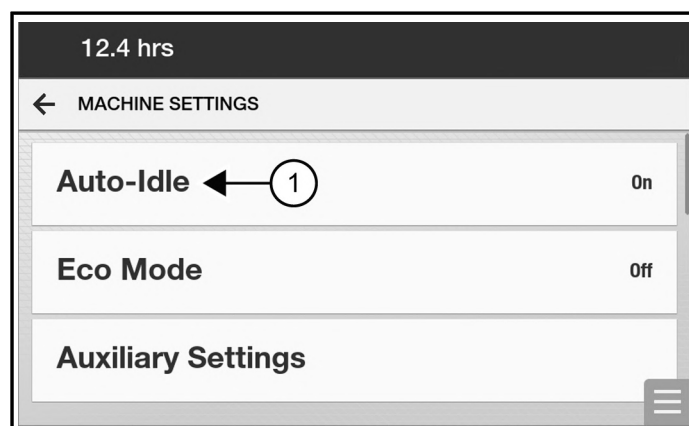 12.4 hrs
MACHINE SETTINGS
Auto-Idle 1 On
Eco Mode Off
Auxiliary Settings